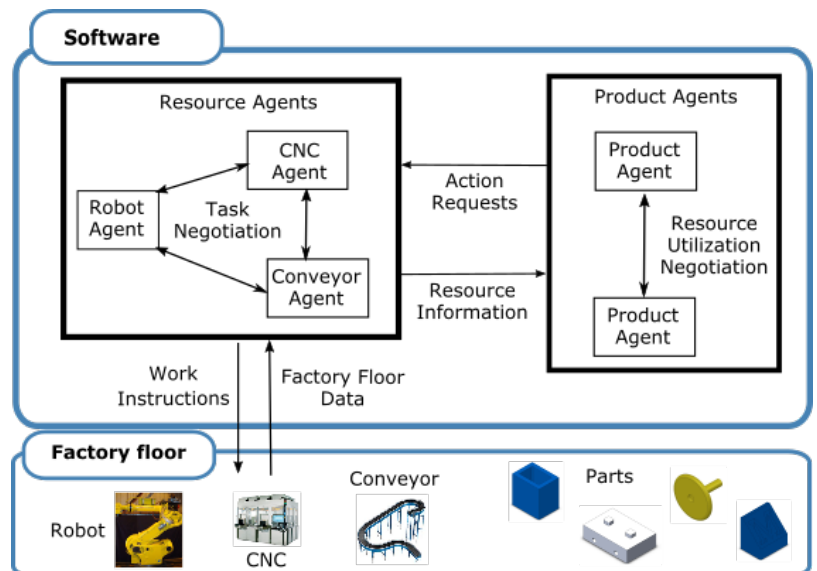 Software
Resource Agents
CNC
Agent
Robot
Agent
Task
Negotiation
Conveyor
Agent
Action
Requests
Resource
Information
Product Agents
Product
Agent
Resource
Utilization
Negotiation
Product
Agent
Work
Instructions
Factory Floor
Data
Factory floor
Robot
CNC
Conveyor
Parts